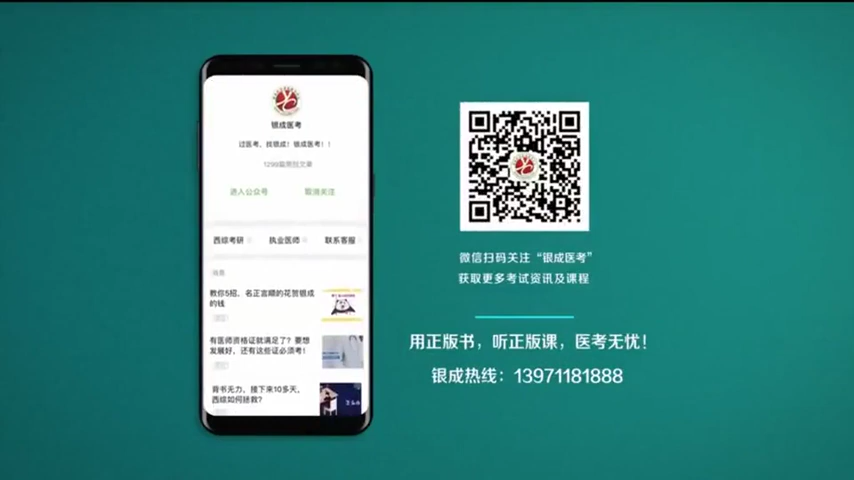 银成医考
过医考，找银成！银成医考！！
1299篇原创文章
进入公众号 取消关注
西综考研 执业医师 联系客服
消息
教你5招、名正言顺的花贺银成
的钱
有医师资格证就满足了？要想
发展好，还有这些证必须考！
背书无力，接下来10多天，
西综如何拯救？
微信扫码关注“银成医考”
获取更多考试资讯及课程
用正版书，听正版课，医考无忧！
银成热线：13971181888